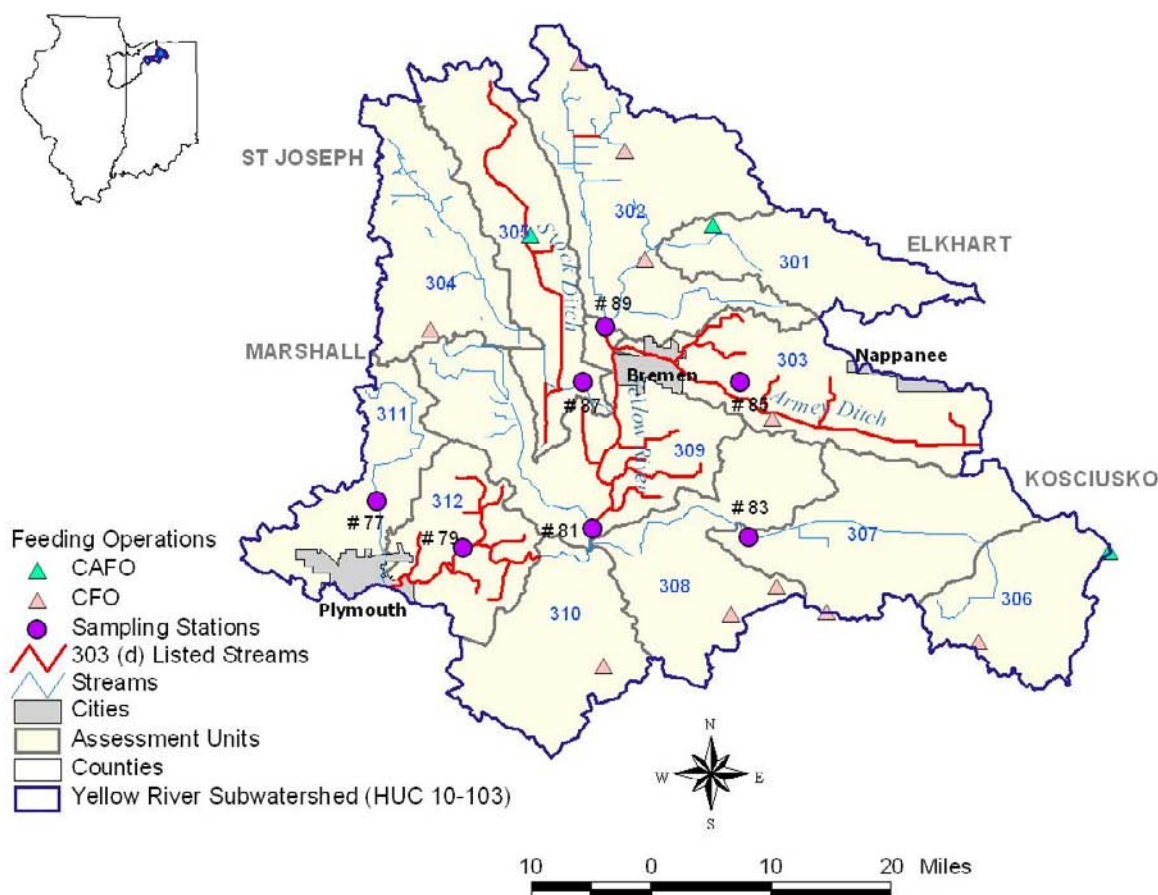 ST JOSEPH
302
305
Stock Ditch
ELKHART
301
304
# 89
MARSHALL
303
Nappanee
Bremen
# 87
# 85
Armey Ditch
311
Yellow River
309
KOSCIUSKO
312
# 83
# 77
# 81
307
# 79
Feeding Operations
CAFO
CFO
Plymouth
310
308
306
Sampling Stations
303 (d) Listed Streams
Streams
Cities
Assessment Units
Counties
Yellow River Subwatershed (HUC 10-103)
N
W
E
S
10 0 10 20 Miles